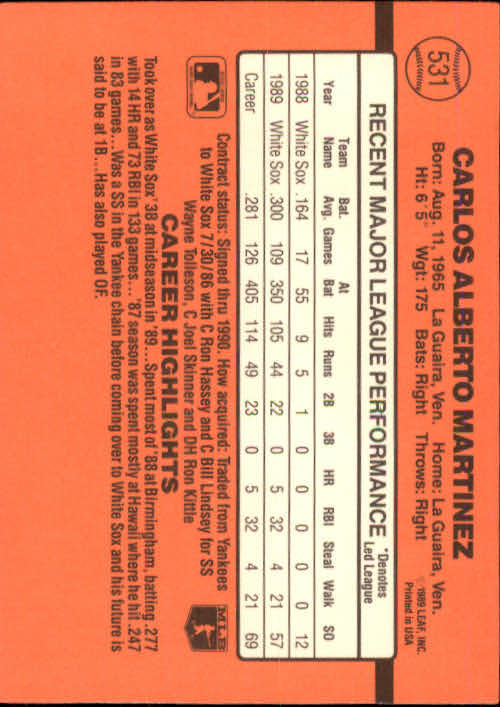 531
CARLOS ALBERTO MARTINEZ
Born: Aug. 11, 1965 La Guaira, Ven. Home: La Guaira, Ven.
Ht: 6' 5" Wgt: 175 Bats: Right Throws: Right
© 1989 LEAF, INC.
Printed in USA
RECENT MAJOR LEAGUE PERFORMANCE *Denotes Led League
Year Team Name Bat. Avg. Games At Bat Hits Runs 2B 3B HR RBI Steal Walk SO
1988 White Sox .164 17 55 9 5 1 0 0 0 0 0 12
1989 White Sox .300 109 350 105 44 22 0 5 32 4 21 57
Career .281 126 405 114 49 23 0 5 32 4 21 69
Contract status: Signed thru 1990. How acquired: Traded from Yankees
to White Sox 7/30/86 with C Ron Hassey and C Bill Lindsey for SS
Wayne Tolleson, C Joel Skinner and DH Ron Kittle
MLB
CAREER HIGHLIGHTS
Took over as White Sox' 3B at midseason in '89...Spent most of '88 at Birmingham, batting .277
with 14 HR and 73 RBI in 133 games...'87 season was spent mostly at Hawaii where he hit .247
in 83 games...Was a SS in the Yankee chain before coming over to White Sox and his future is
said to be at 1B...Has also played OF.